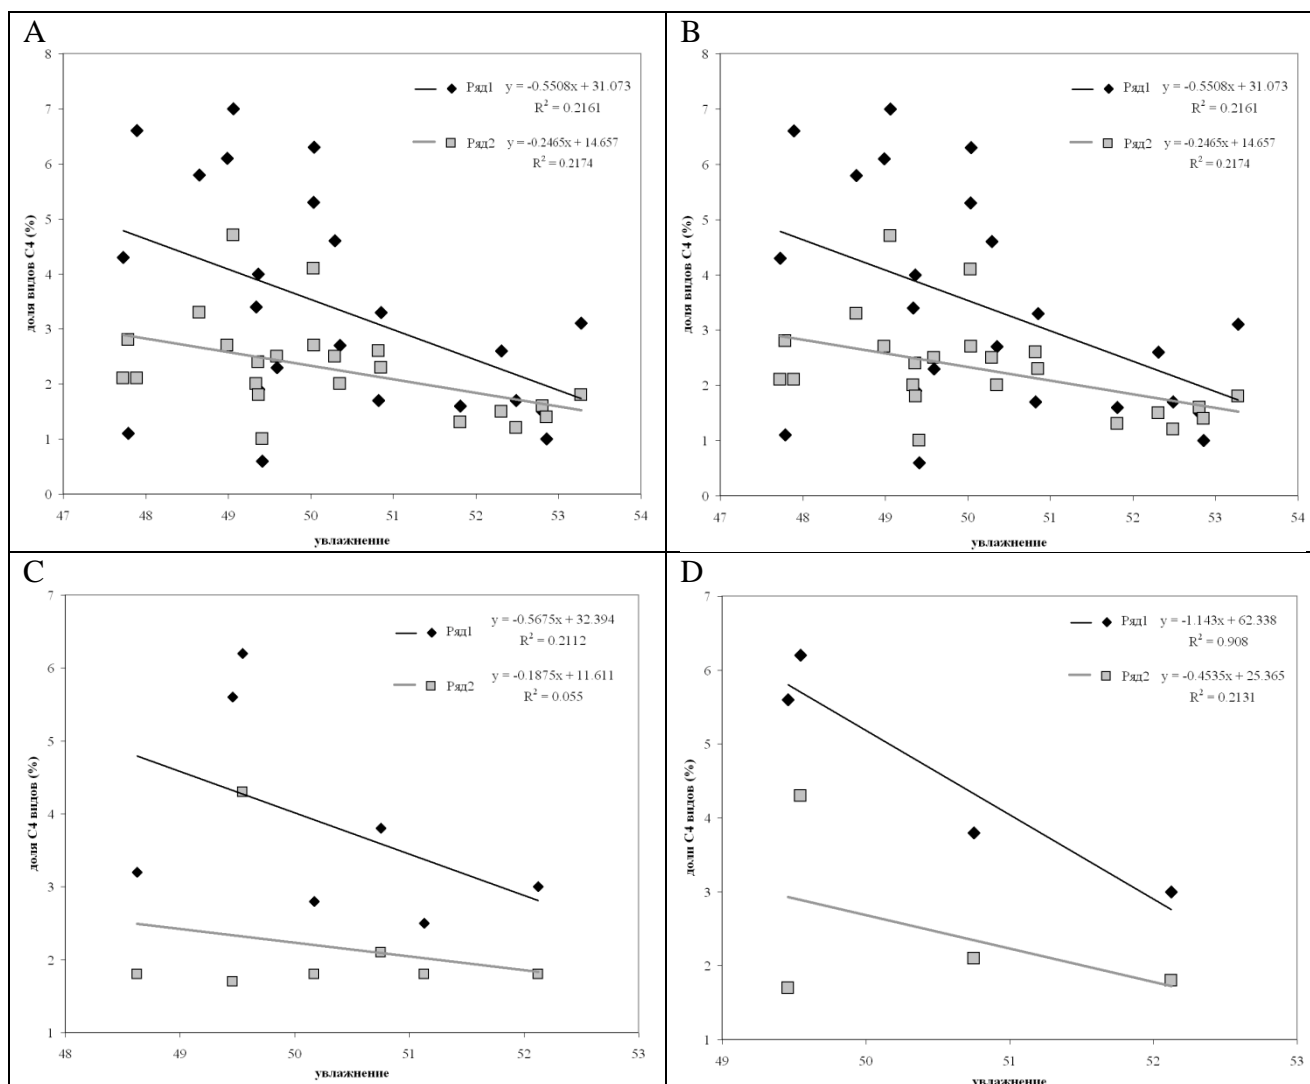 A
доля видов С4 (%)
8
7
6
5
4
3
2
1
0
47 48 49 50 51 52 53 54
увлажнение
Ряд1 y = -0.5508x + 31.073
R² = 0.2161
Ряд2 y = -0.2465x + 14.657
R² = 0.2174
B
доля видов С4 (%)
8
7
6
5
4
3
2
1
0
47 48 49 50 51 52 53 54
увлажнение
Ряд1 y = -0.5508x + 31.073
R² = 0.2161
Ряд2 y = -0.2465x + 14.657
R² = 0.2174
C
доля С4 видов (%)
7
6
5
4
3
2
1
48 49 50 51 52 53
увлажнение
Ряд1 y = -0.5675x + 32.394
R² = 0.2112
Ряд2 y = -0.1875x + 11.611
R² = 0.055
D
доля С4 видов (%)
7
6
5
4
3
2
1
49 50 51 52 53
увлажнение
Ряд1 y = -1.143x + 62.338
R² = 0.908
Ряд2 y = -0.4535x + 25.365
R² = 0.2131